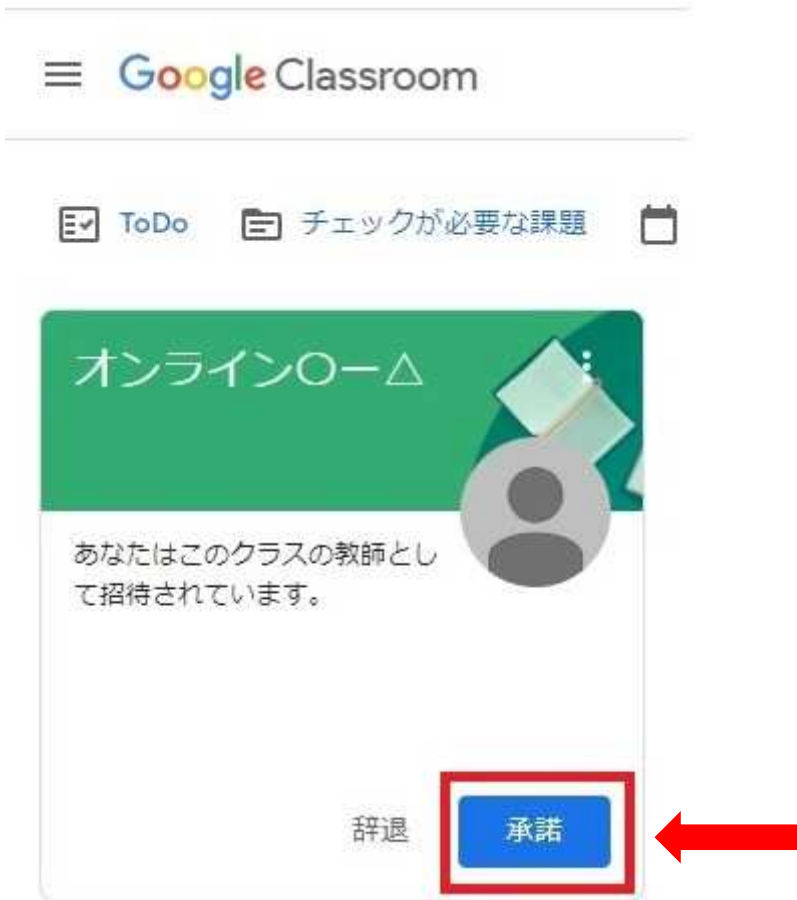 Google Classroom
ToDo チェックが必要な課題
オンライン〇ー△
あなたはこのクラスの教師とし
て招待されています。
辞退 承諾